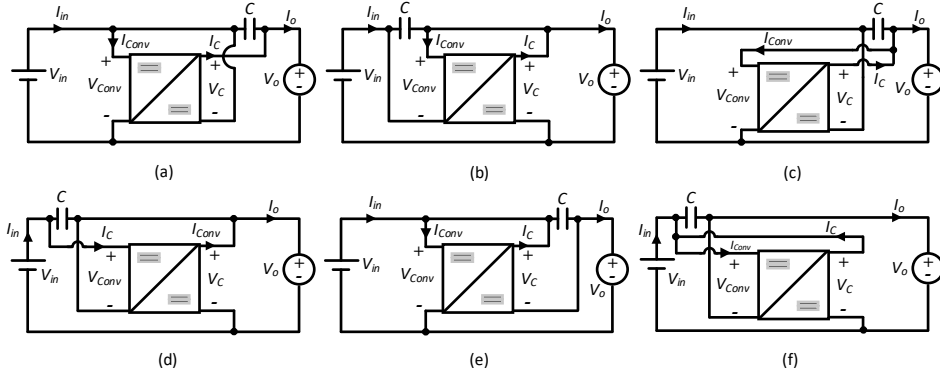 I_in C I_o
I_Conv I_C
+ +
V_in V_Conv V_C V_o
+
-
- -
(a)
I_in C I_o
I_Conv I_C
+ +
V_in V_Conv V_C V_o
+
-
- -
(b)
I_in C I_o
I_Conv
+ +
I_C
V_in V_Conv V_C V_o
+
-
- -
(c)
C I_o
I_in I_C I_Conv
+ +
V_in V_Conv V_C V_o
+
-
- -
(d)
I_in C I_o
I_Conv I_C
+ +
V_in V_Conv V_C V_o
+
-
- -
(e)
C I_o
I_in I_C
I_Conv
+ +
V_in V_Conv V_C V_o
+
-
- -
(f)